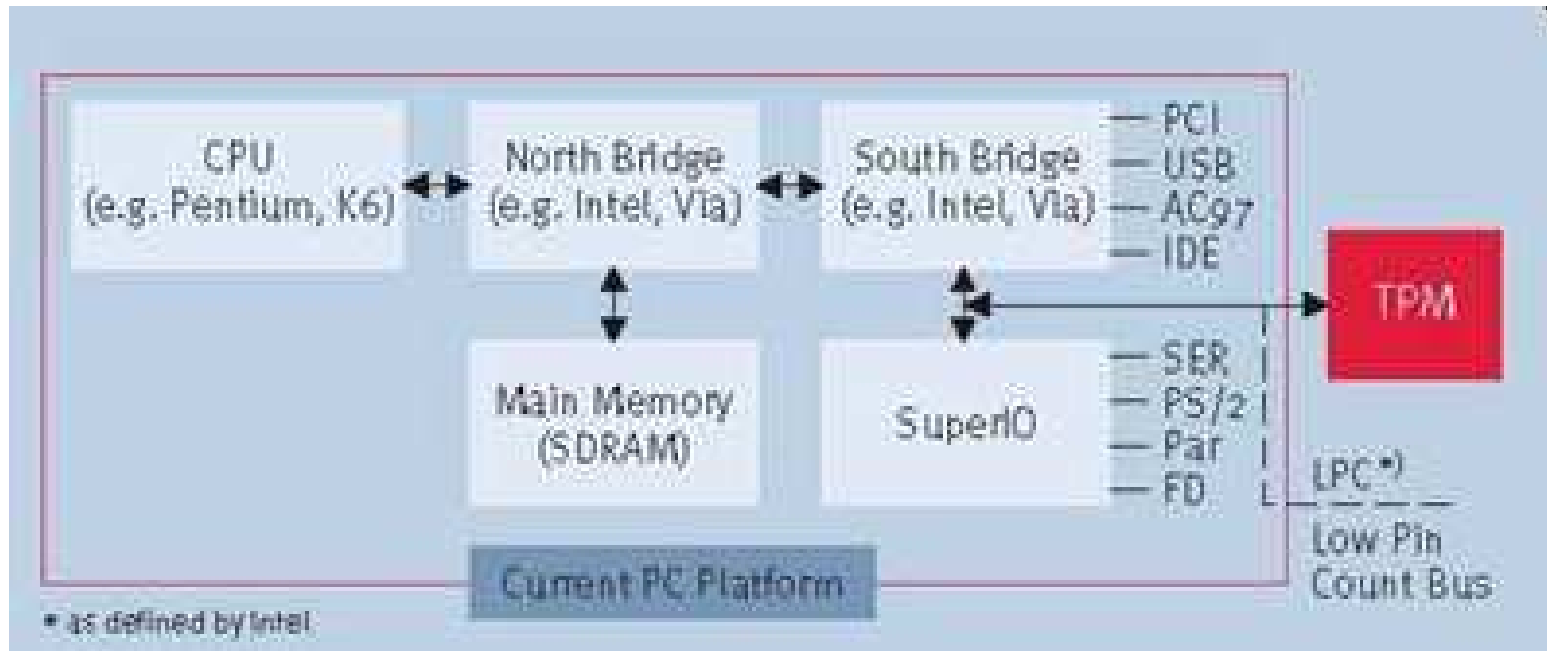 CPU
(e.g. Pentium, K6)
North Bridge
(e.g. Intel, Via)
South Bridge
(e.g. Intel, Via)
PCI
USB
AC97
IDE
TPM
Main Memory
(SDRAM)
SuperIO
SER
PS/2
Par
FD
LPC*)
Low Pin
Count Bus
Current PC Platform
* as defined by Intel